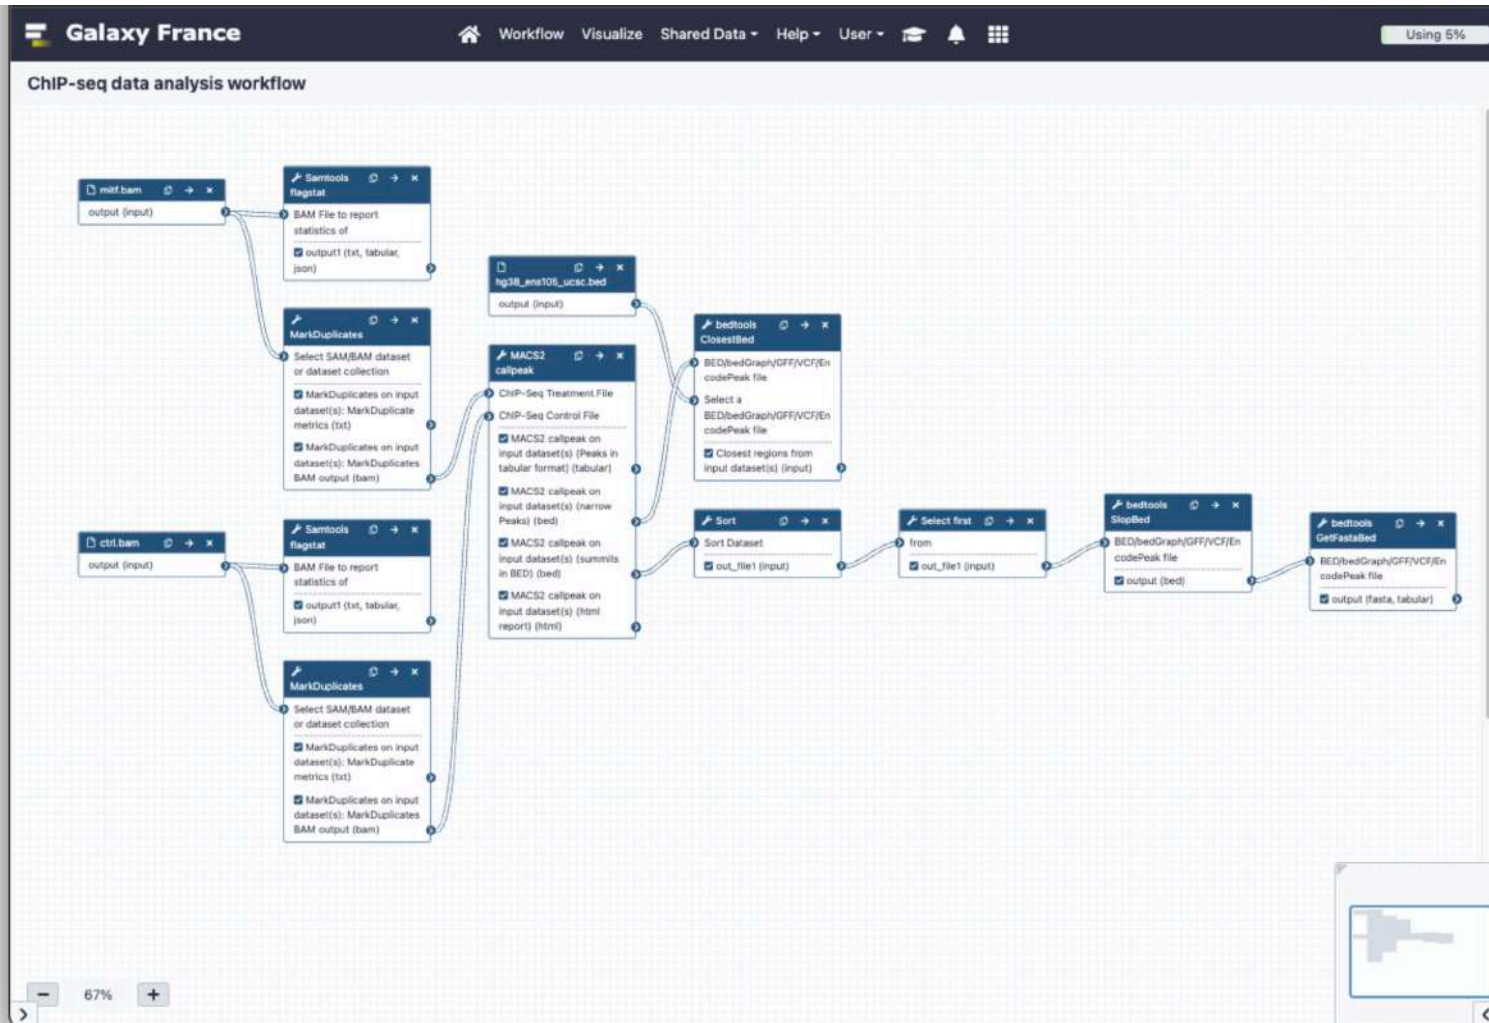 Galaxy France
Workflow Visualize Shared Data Help User
Using 5%
ChIP-seq data analysis workflow
mitf.bam
output (input)
Samtools
flagstat
BAM File to report
statistics of
output1 (txt, tabular,
json)
MarkDuplicates
Select SAM/BAM dataset
or dataset collection
MarkDuplicates on input
dataset(s): MarkDuplicate
metrics (txt)
MarkDuplicates on input
dataset(s): MarkDuplicates
BAM output (bam)
ctrl.bam
output (input)
Samtools
flagstat
BAM File to report
statistics of
output1 (txt, tabular,
json)
MarkDuplicates
Select SAM/BAM dataset
or dataset collection
MarkDuplicates on input
dataset(s): MarkDuplicate
metrics (txt)
MarkDuplicates on input
dataset(s): MarkDuplicates
BAM output (bam)
hg38_ens105_ucsc.bed
output (input)
MACS2
callpeak
ChIP-Seq Treatment File
ChIP-Seq Control File
MACS2 callpeak on
input dataset(s) (Peaks in
tabular format) (tabular)
MACS2 callpeak on
input dataset(s) (narrow
Peaks) (bed)
MACS2 callpeak on
input dataset(s) (summits
in BED) (bed)
MACS2 callpeak on
input dataset(s) (html
report) (html)
bedtools
ClosestBed
BED/bedGraph/GFF/VCF/En
codePeak file
Select a
BED/bedGraph/GFF/VCF/En
codePeak file
Closest regions from
input dataset(s) (input)
Sort
Sort Dataset
out_file1 (input)
Select first
from
out_file1 (input)
bedtools
SlopBed
BED/bedGraph/GFF/VCF/En
codePeak file
output (bed)
bedtools
GetFastaBed
BED/bedGraph/GFF/VCF/En
codePeak file
output (fasta, tabular)
67%